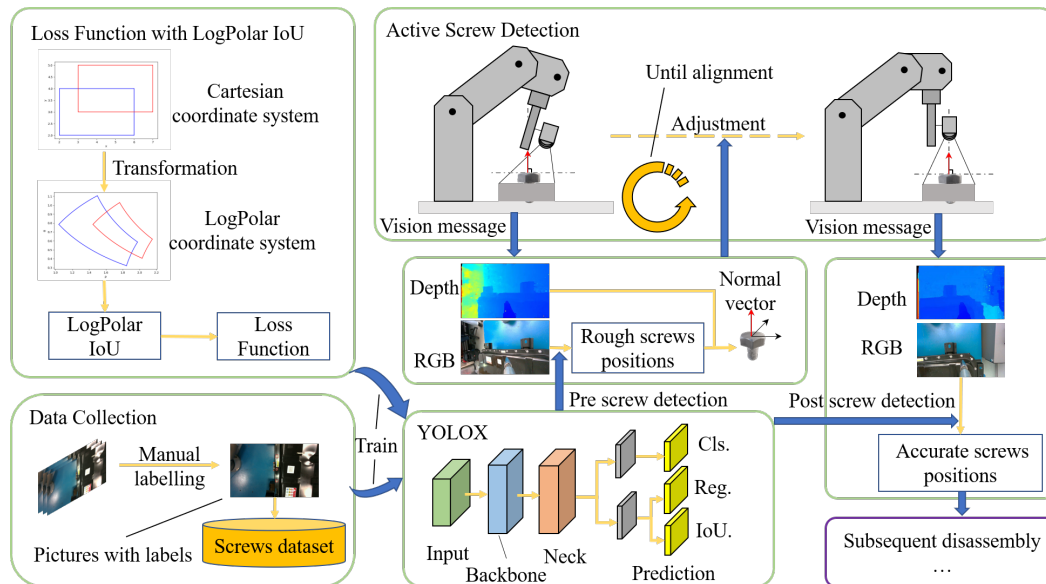 Loss Function with LogPolar IoU
Cartesian
coordinate system
Transformation
LogPolar
coordinate system
LogPolar
IoU
Loss
Function
Data Collection
Manual
labelling
Pictures with labels
Screws dataset
Train
Active Screw Detection
Until alignment
Adjustment
Vision message
Vision message
Depth
RGB
Rough screws
positions
Normal
vector
Pre screw detection
Post screw detection
YOLOX
Input
Backbone
Neck
Cls.
Reg.
IoU.
Prediction
Depth
RGB
Accurate screws
positions
Subsequent disassembly
…